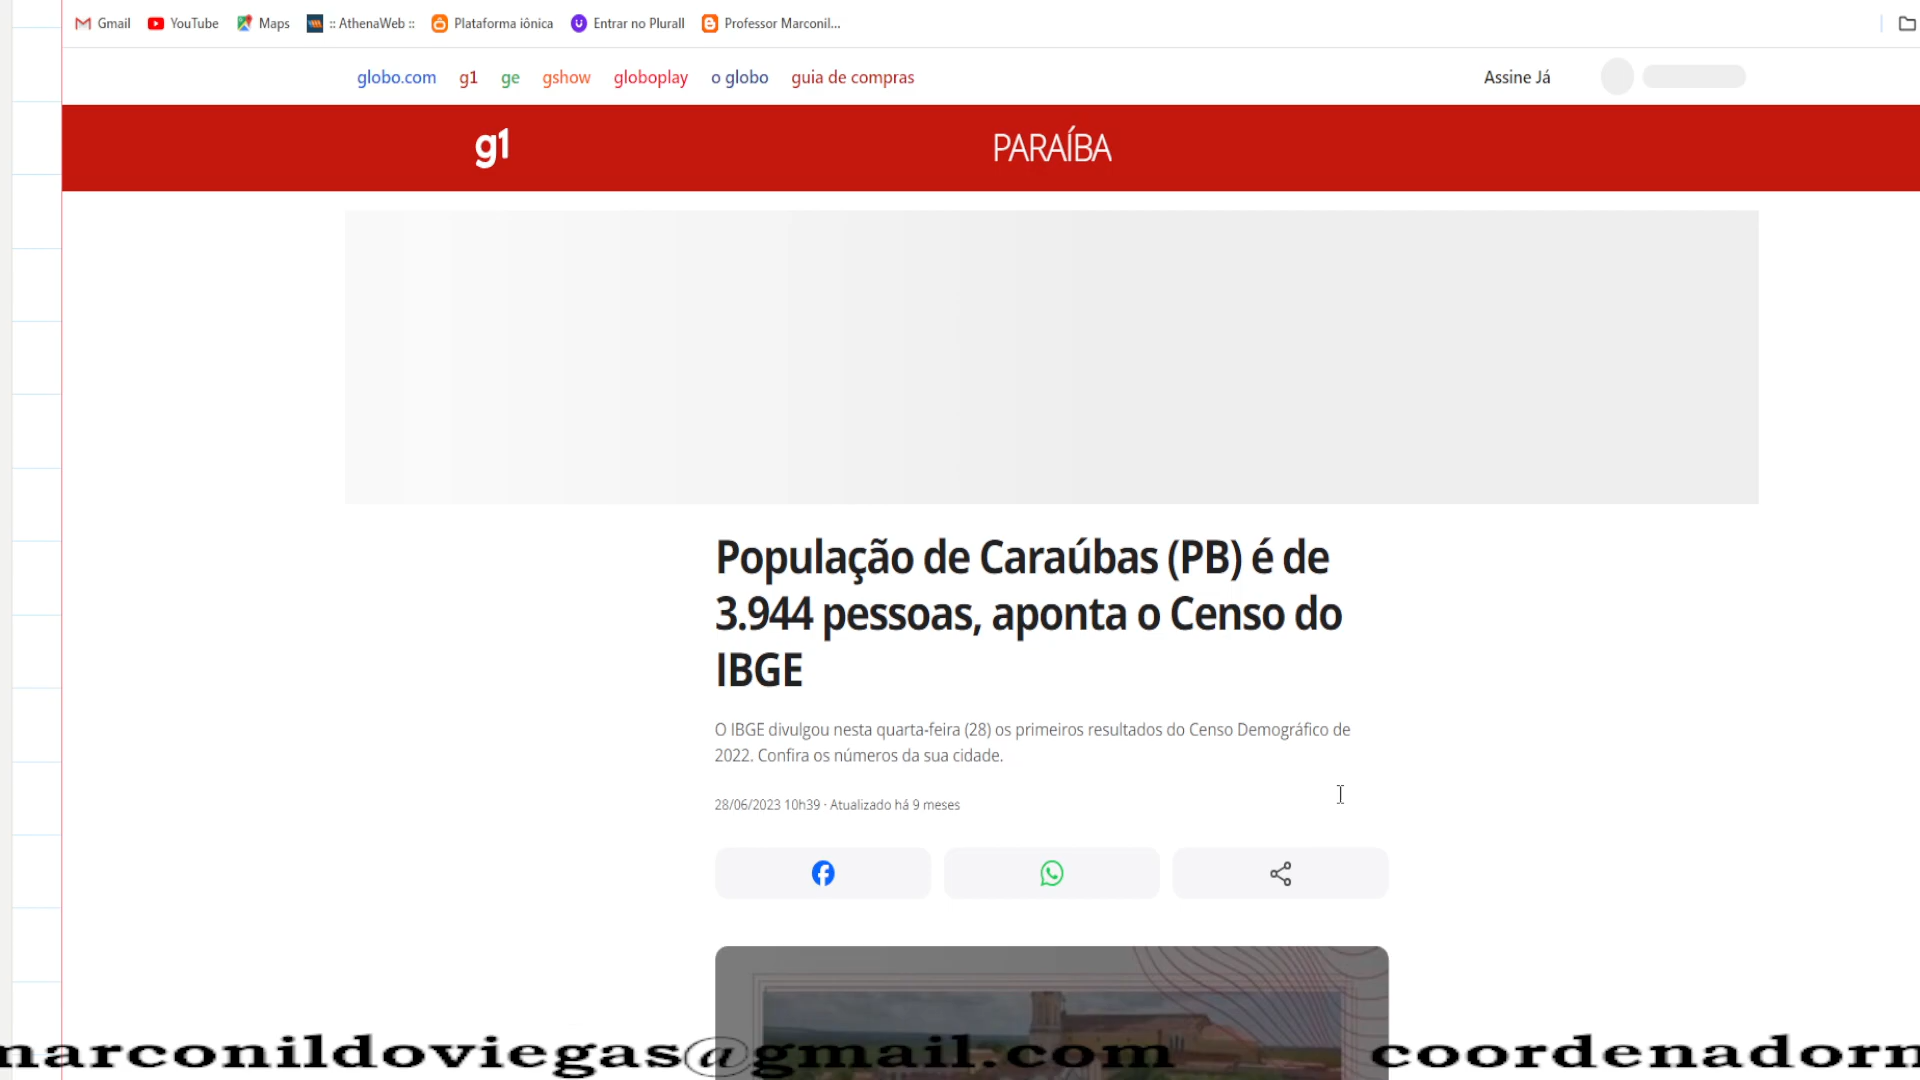 Gmail YouTube Maps :: AthenaWeb :: Plataforma iônica Entrar no Plurall Professor Marconil...
globo.com g1 ge gshow globoplay o globo guia de compras Assine Já
g1 PARAÍBA
População de Caraúbas (PB) é de
3.944 pessoas, aponta o Censo do
IBGE
O IBGE divulgou nesta quarta-feira (28) os primeiros resultados do Censo Demográfico de
2022. Confira os números da sua cidade.
28/06/2023 10h39 · Atualizado há 9 meses
narconildoviegas@gmail.com coordenadorn